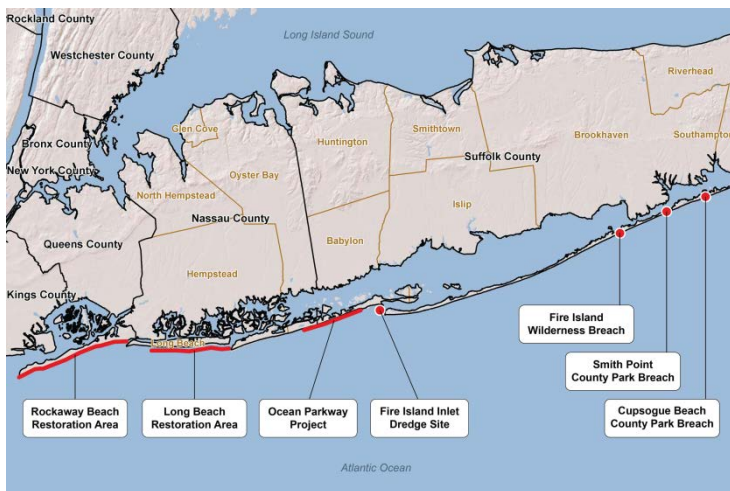 Rockland County
Westchester County
Long Island Sound
Riverhead
Glen Cove
Bronx County
Huntington
Smithtown
Brookhaven
Southampton
Suffolk County
New York County
Oyster Bay
North Hempstead
Nassau County
Islip
Queens County
Babylon
Hempstead
Kings County
Long Beach
Fire Island
Wilderness Breach
Smith Point
County Park Breach
Rockaway Beach
Restoration Area
Long Beach
Restoration Area
Ocean Parkway
Project
Fire Island Inlet
Dredge Site
Cupsogue Beach
County Park Breach
Atlantic Ocean